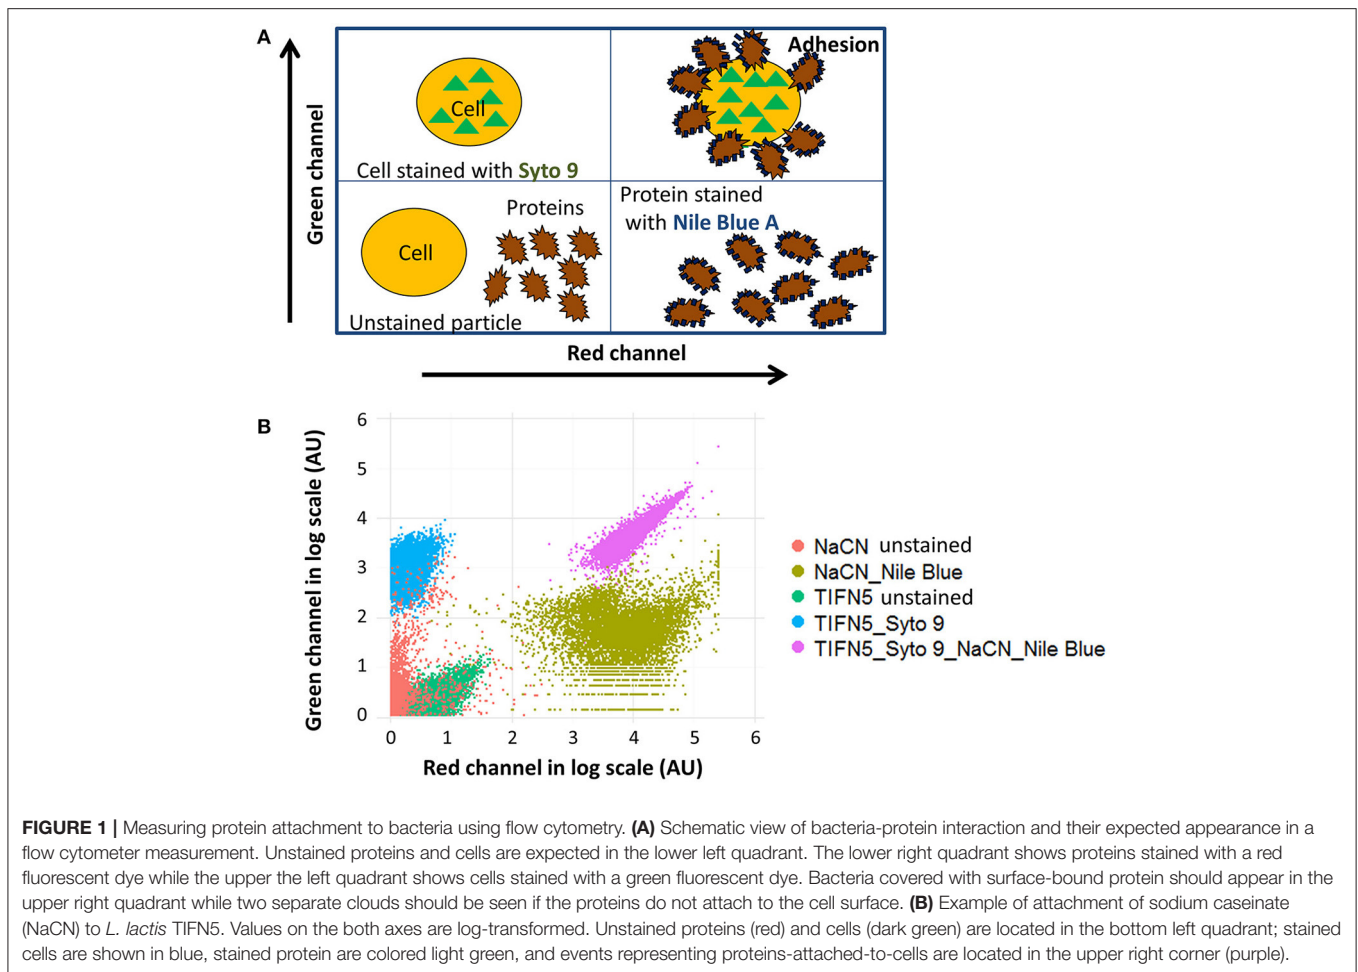 A
Green channel
Cell
Cell stained with Syto 9
Adhesion
Cell
Proteins
Unstained particle
Protein stained
with Nile Blue A
Red channel
B
Green channel in log scale (AU)
6
5
4
3
2
1
0
0 1 2 3 4 5 6
Red channel in log scale (AU)
NaCN unstained
NaCN_Nile Blue
TIFN5 unstained
TIFN5_Syto 9
TIFN5_Syto 9_NaCN_Nile Blue
FIGURE 1 | Measuring protein attachment to bacteria using flow cytometry. (A) Schematic view of bacteria-protein interaction and their expected appearance in a
flow cytometer measurement. Unstained proteins and cells are expected in the lower left quadrant. The lower right quadrant shows proteins stained with a red
fluorescent dye while the upper the left quadrant shows cells stained with a green fluorescent dye. Bacteria covered with surface-bound protein should appear in the
upper right quadrant while two separate clouds should be seen if the proteins do not attach to the cell surface. (B) Example of attachment of sodium caseinate
(NaCN) to L. lactis TIFN5. Values on the both axes are log-transformed. Unstained proteins (red) and cells (dark green) are located in the bottom left quadrant; stained
cells are shown in blue, stained protein are colored light green, and events representing proteins-attached-to-cells are located in the upper right corner (purple).